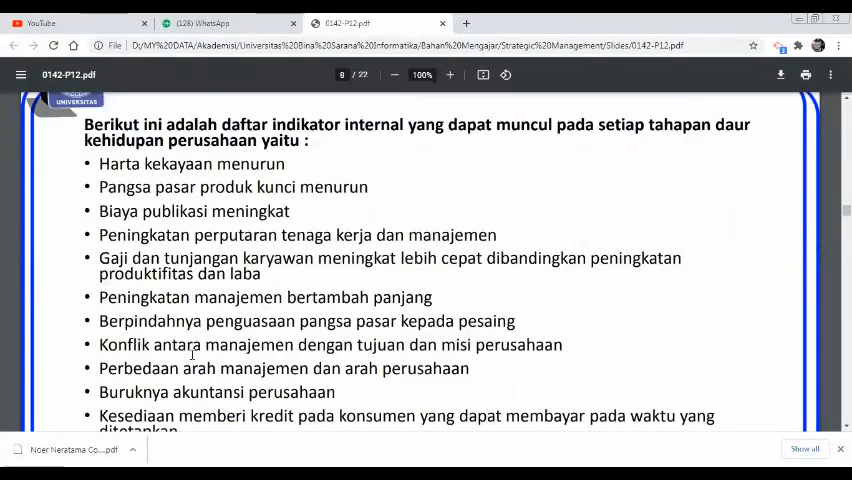 YouTube
(128) WhatsApp
0142-P12.pdf
File
D:/MY%20DATA/Akademisi/Universitas%20Bina%20Sarana%20Informatika/Bahan%20Mengajar/Strategic%20Management/Slides/0142-P12.pdf
0142-P12.pdf
8 / 22
100%
UNIVERSITAS
Berikut ini adalah daftar indikator internal yang dapat muncul pada setiap tahapan daur
kehidupan perusahaan yaitu :
• Harta kekayaan menurun
• Pangsa pasar produk kunci menurun
• Biaya publikasi meningkat
• Peningkatan perputaran tenaga kerja dan manajemen
• Gaji dan tunjangan karyawan meningkat lebih cepat dibandingkan peningkatan
produktifitas dan laba
• Peningkatan manajemen bertambah panjang
• Berpindahnya penguasaan pangsa pasar kepada pesaing
• Konflik antara manajemen dengan tujuan dan misi perusahaan
• Perbedaan arah manajemen dan arah perusahaan
• Buruknya akuntansi perusahaan
• Kesediaan memberi kredit pada konsumen yang dapat membayar pada waktu yang
ditetapkan
Noer Neratama Co....pdf
Show all